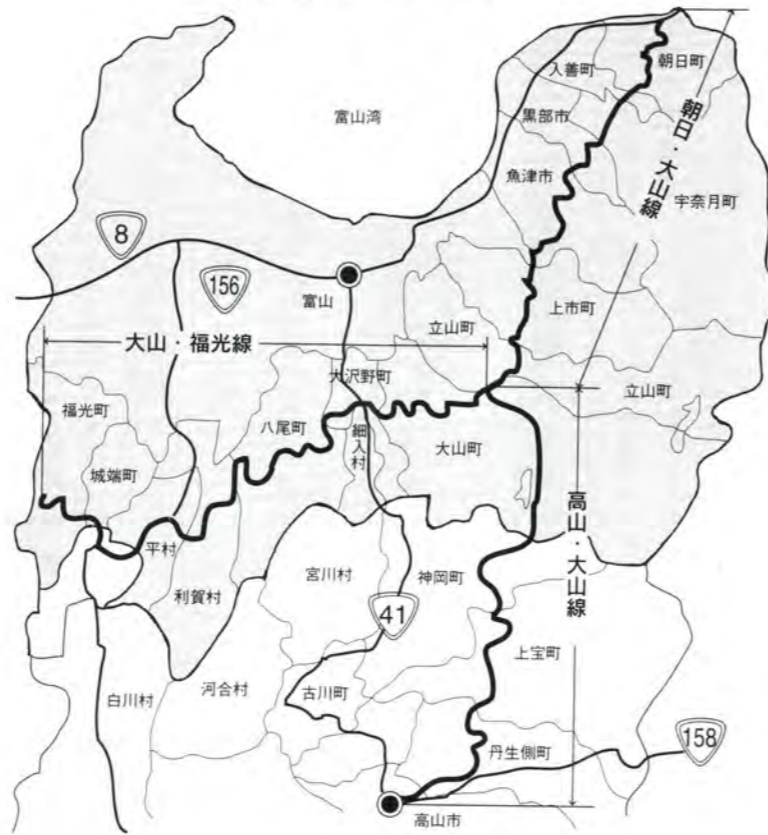 朝日町
入善町
富山湾
黒部市
朝日・大山線
魚津市
宇奈月町
8
156
富山
上市町
立山町
大山・福光線
大沢野町
立山町
福光町
八尾町
細入村
大山町
城端町
高山・大山線
平村
宮川村
神岡町
利賀村
41
上宝村
白川村
河合村
古川町
丹生側町
158
高山市